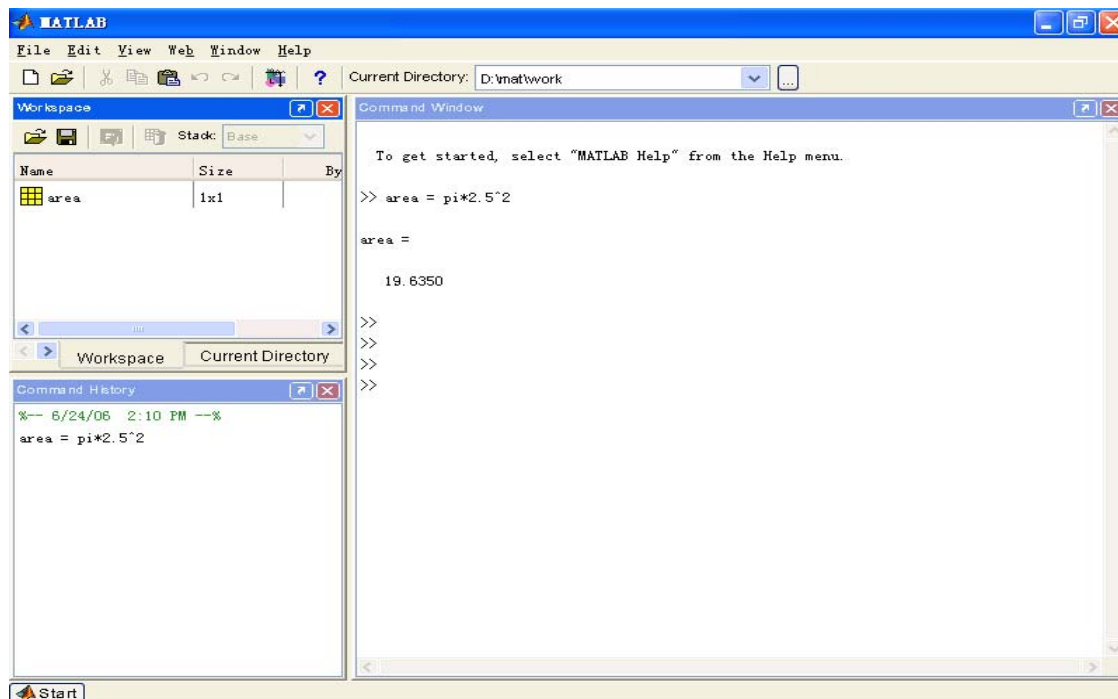 MATLAB
File Edit View Web Window Help
? Current Directory: D:\mat\work ...
Workspace
Stack: Base
Name Size By
area 1x1
Workspace Current Directory
Command History
%-- 6/24/06 2:10 PM --%
area = pi*2.5^2
Command Window
To get started, select "MATLAB Help" from the Help menu.
>> area = pi*2.5^2
area =
19.6350
>>
>>
>>
>>
Start